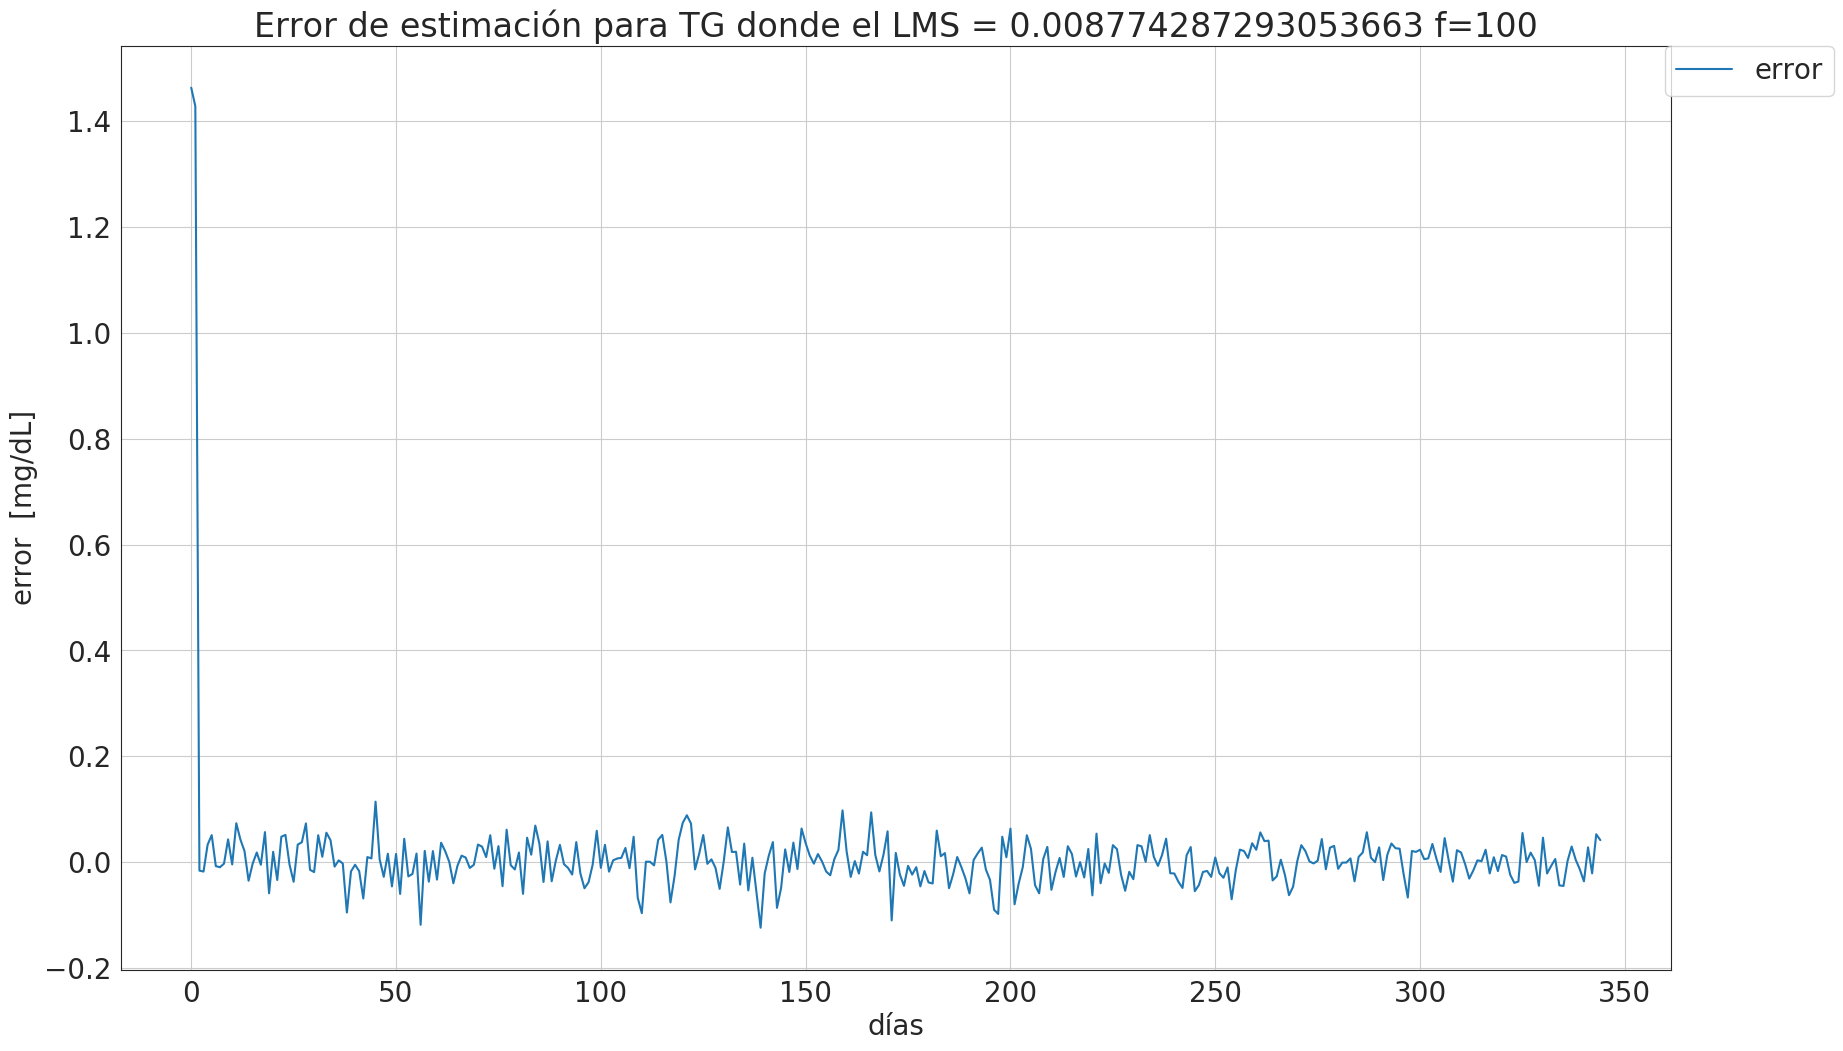 Error de estimación para TG donde el LMS = 0.008774287293053663 f=100
error
1.4
1.2
1.0
0.8
0.6
0.4
0.2
0.0
−0.2
error [mg/dL]
0 50 100 150 200 250 300 350
días